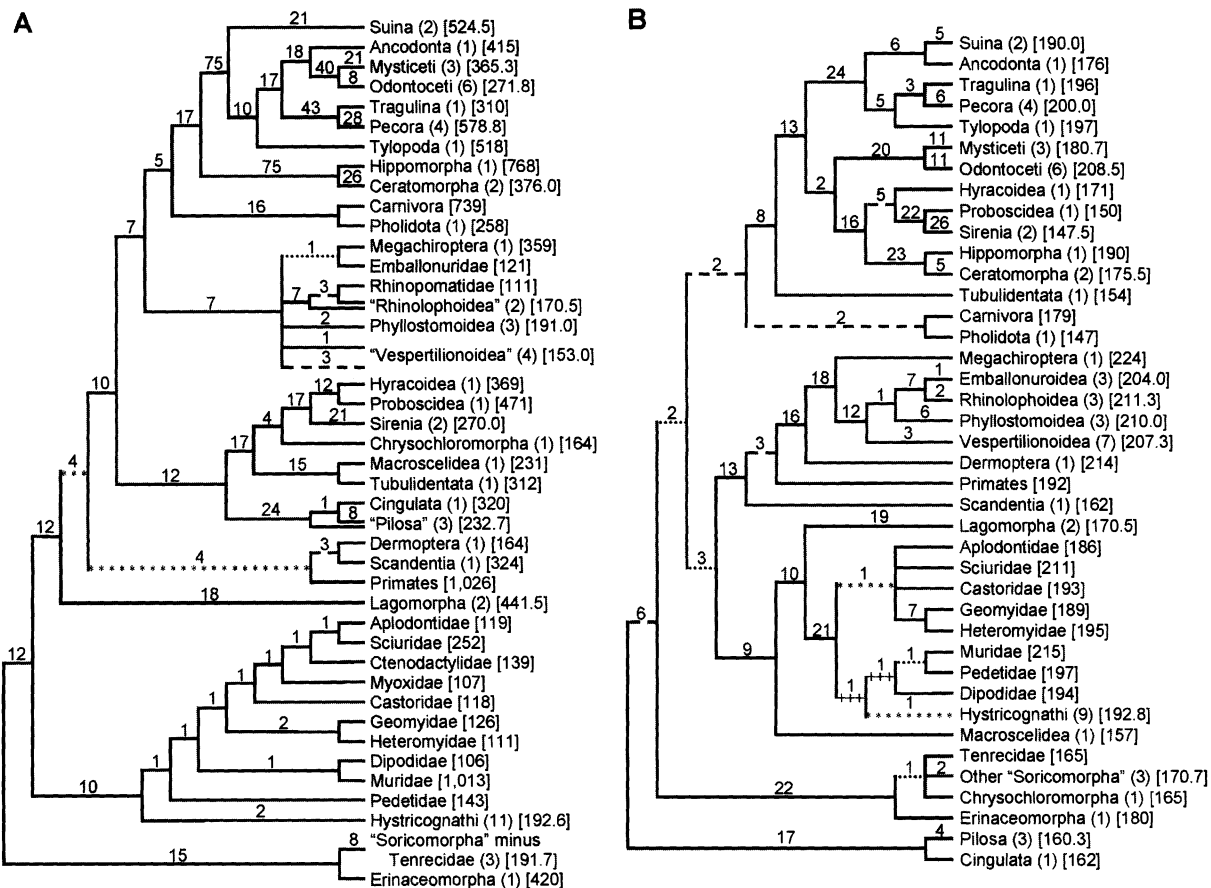 A
21
Suina (2) [524.5]
Ancodonta (1) [415]
18
21
75
40
Mysticeti (3) [365.3]
8
Odontoceti (6) [271.8]
17
10
43
Tragulina (1) [310]
28
Pecora (4) [578.8]
17
Tylopoda (1) [518]
75
Hippomorpha (1) [768]
26
Ceratomorpha (2) [376.0]
5
16
Carnivora [739]
Pholidota (1) [258]
7
1
Megachiroptera (1) [359]
Emballonuridae [121]
7
3
Rhinopomatidae [111]
7
"Rhinolophoidea" (2) [170.5]
2
Phyllostomoidea (3) [191.0]
1
"Vespertilionoidea" (4) [153.0]
3
10
12
Hyracoidea (1) [369]
17
Proboscidea (1) [471]
21
Sirenia (2) [270.0]
4
Chrysochloromorpha (1) [164]
17
15
Macroscelidea (1) [231]
Tubulidentata (1) [312]
12
4
24
1
Cingulata (1) [320]
8
"Pilosa" (3) [232.7]
12
3
Dermoptera (1) [164]
Scandentia (1) [324]
4
Primates [1,026]
18
Lagomorpha (2) [441.5]
1
Aplodontidae [119]
1
Sciuridae [252]
1
Ctenodactylidae [139]
1
Myoxidae [107]
1
Castoridae [118]
2
Geomyidae [126]
Heteromyidae [111]
1
1
Dipodidae [106]
Muridae [1,013]
1
Pedetidae [143]
10
2
Hystricognathi (11) [192.6]
12
8
"Soricomorpha" minus
Tenrecidae (3) [191.7]
15
Erinaceomorpha (1) [420]
B
5
6
Suina (2) [190.0]
Ancodonta (1) [176]
24
3
Tragulina (1) [196]
5
6
Pecora (4) [200.0]
Tylopoda (1) [197]
13
11
20
Mysticeti (3) [180.7]
11
Odontoceti (6) [208.5]
2
5
Hyracoidea (1) [171]
16
22
Proboscidea (1) [150]
26
Sirenia (2) [147.5]
8
23
Hippomorpha (1) [190]
5
Ceratomorpha (2) [175.5]
2
Tubulidentata (1) [154]
2
Carnivora [179]
Pholidota (1) [147]
Megachiroptera (1) [224]
18
7
1
Emballonuroidea (3) [204.0]
1
2
Rhinolophoidea (3) [211.3]
12
6
Phyllostomoidea (3) [210.0]
16
3
Vespertilionoidea (7) [207.3]
3
Dermoptera (1) [214]
13
Primates [192]
2
Scandentia (1) [162]
19
Lagomorpha (2) [170.5]
3
Aplodontidae [186]
Sciuridae [211]
10
1
Castoridae [193]
7
Geomyidae [189]
Heteromyidae [195]
21
1
Muridae [215]
1
Pedetidae [197]
1
Dipodidae [194]
1
Hystricognathi (9) [192.8]
9
Macroscelidea (1) [157]
6
Tenrecidae [165]
1
2
Other "Soricomorpha" (3) [170.7]
22
Chrysochloromorpha (1) [165]
Erinaceomorpha (1) [180]
17
4
Pilosa (3) [160.3]
Cingulata (1) [162]